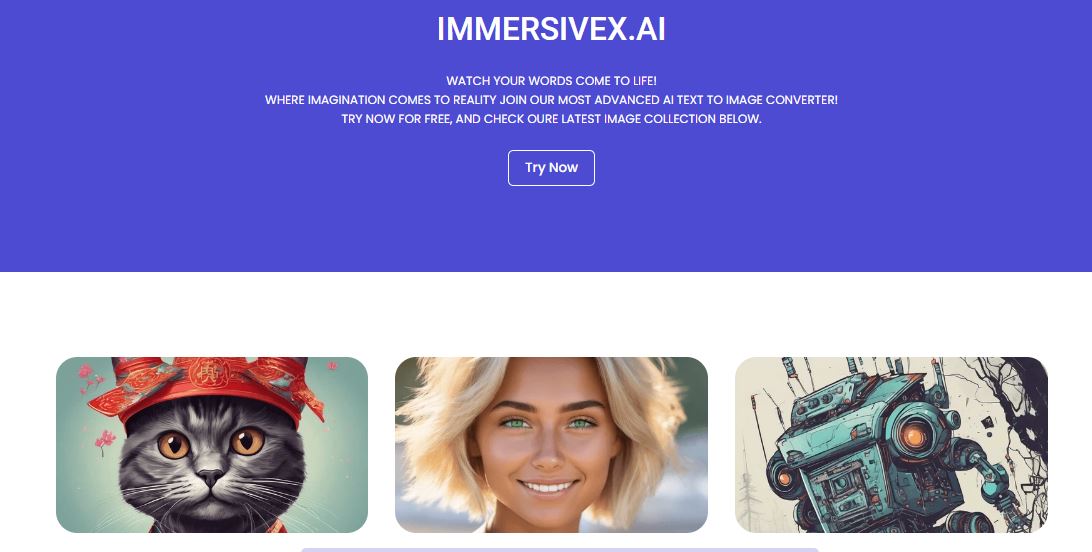 IMMERSIVEX.AI
WATCH YOUR WORDS COME TO LIFE!
WHERE IMAGINATION COMES TO REALITY JOIN OUR MOST ADVANCED AI TEXT TO IMAGE CONVERTER!
TRY NOW FOR FREE, AND CHECK OURE LATEST IMAGE COLLECTION BELOW.
Try Now